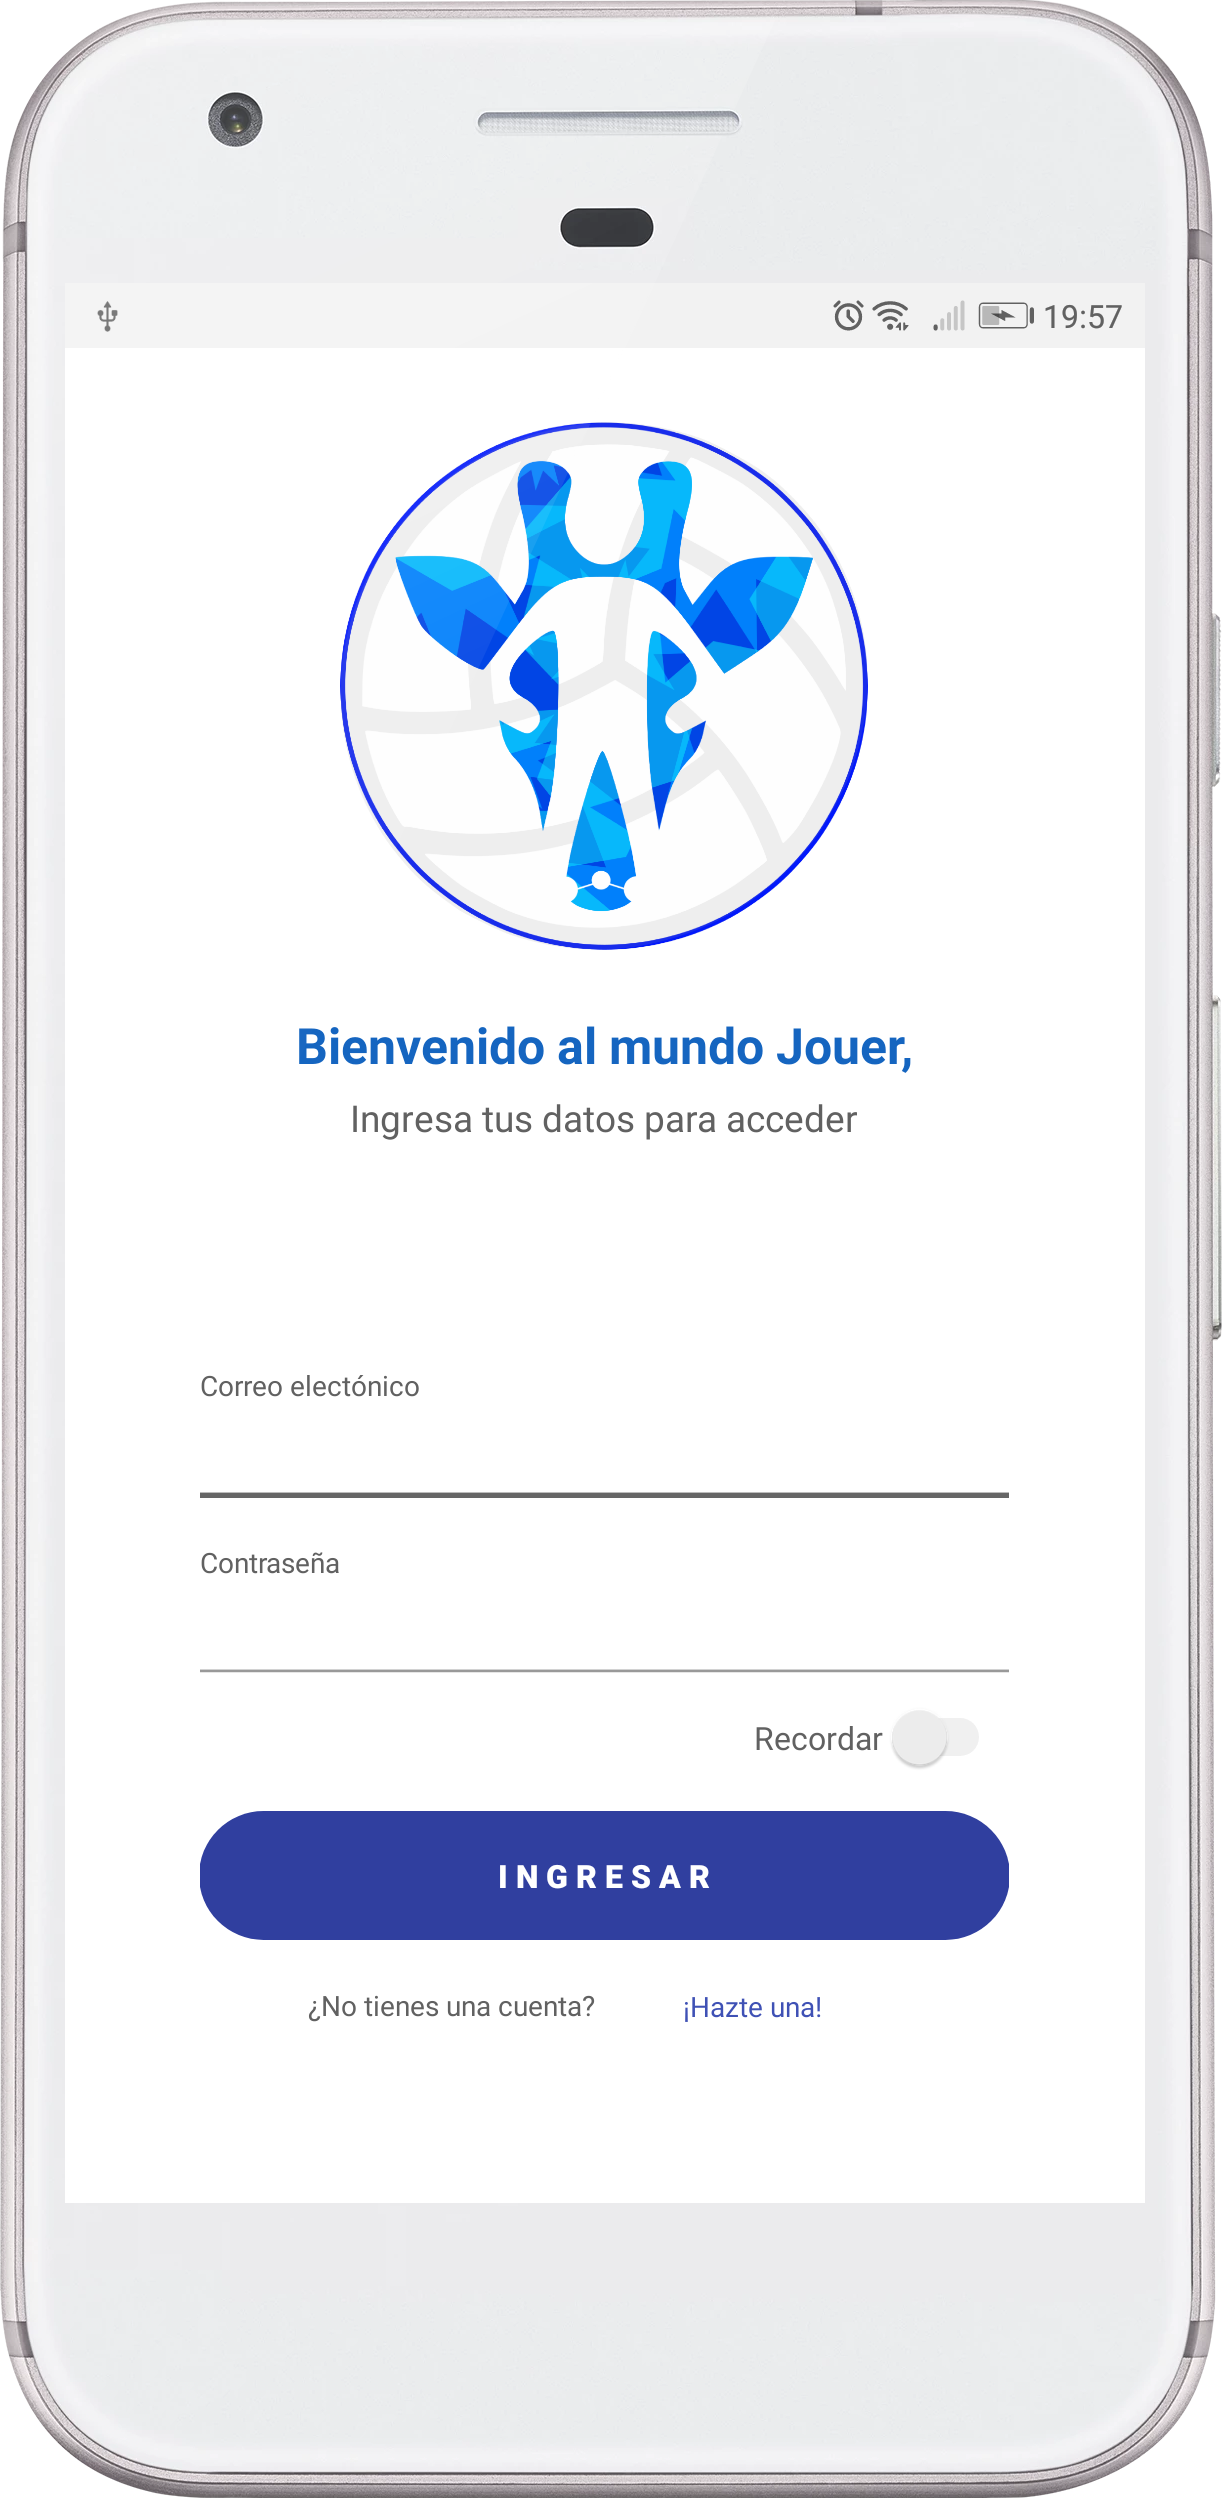 19:57
Bienvenido al mundo Jouer,
Ingresa tus datos para acceder
Correo electónico
Contraseña
Recordar
INGRESAR
¿No tienes una cuenta? ¡Hazte una!